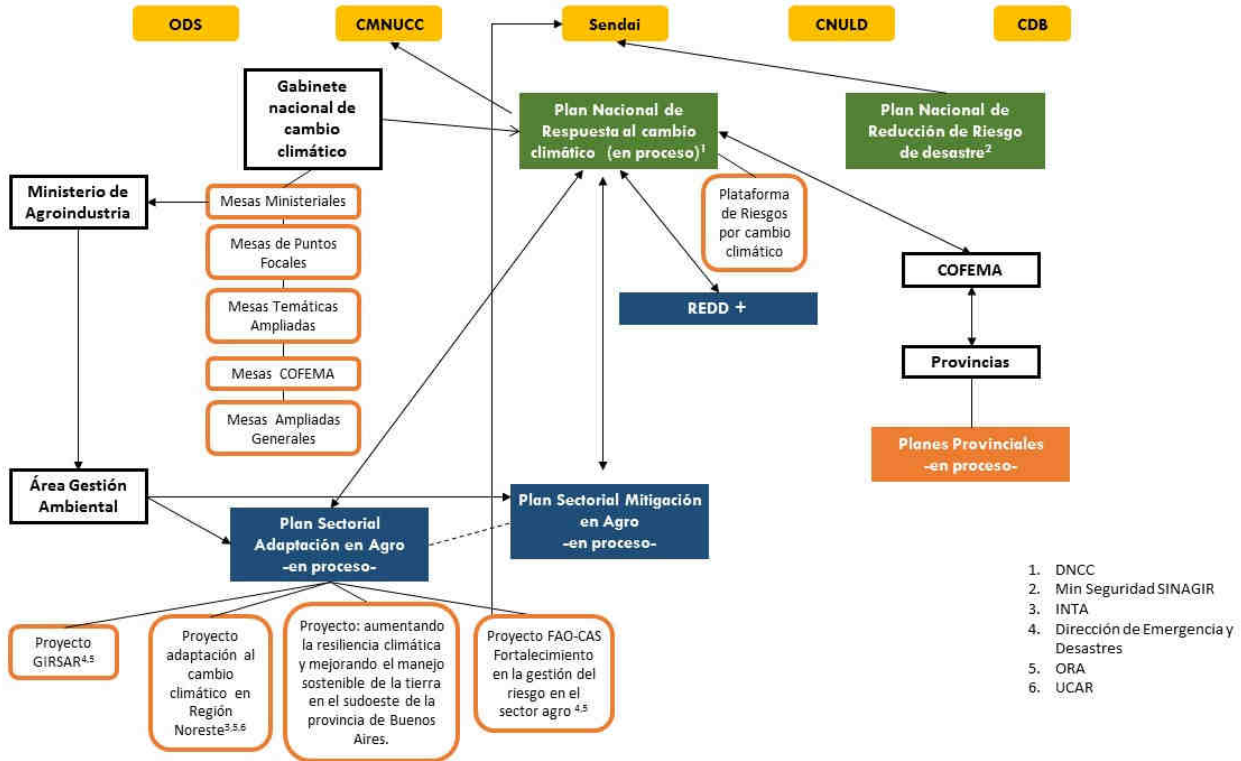 ODS
CMNUCC
Sendai
CNULD
CDB
Gabinete
nacional de
cambio
climático
Plan Nacional de
Respuesta al cambio
climático (en proceso)1
Plan Nacional de
Reducción de Riesgo
de desastre2
Ministerio de
Agroindustria
Mesas Ministeriales
Mesas de Puntos
Focales
Mesas Temáticas
Ampliadas
Mesas COFEMA
Mesas Ampliadas
Generales
Plataforma
de Riesgos
por cambio
climático
COFEMA
REDD +
Provincias
Planes Provinciales
-en proceso-
Área Gestión
Ambiental
Plan Sectorial
Adaptación en Agro
-en proceso-
Plan Sectorial Mitigación
en Agro
-en proceso-
Proyecto
GIRSAR4,5
Proyecto
adaptación al
cambio
climático en
Región
Noreste3,5,6
Proyecto: aumentando
la resiliencia climática
y mejorando el manejo
sostenible de la tierra
en el sudoeste de la
provincia de Buenos
Aires.
Proyecto FAO-CAS
Fortalecimiento
en la gestión del
riesgo en el
sector agro 4,5
1. DNCC
2. Min Seguridad SINAGIR
3. INTA
4. Dirección de Emergencia y
Desastres
5. ORA
6. UCAR